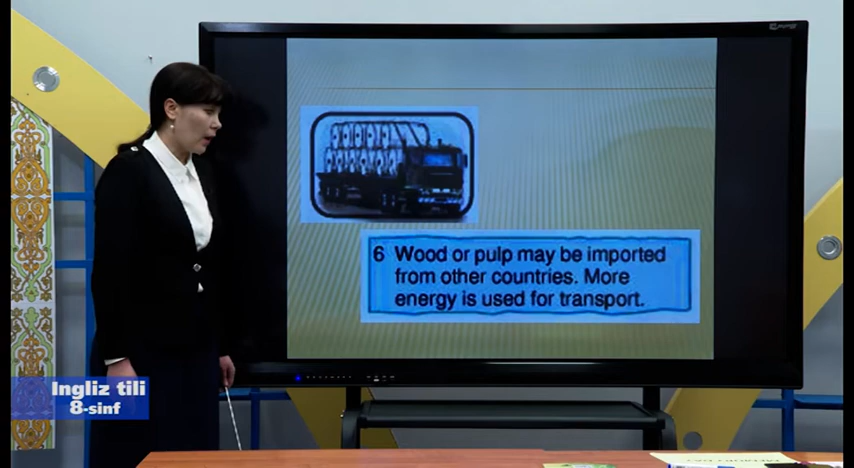 6 Wood or pulp may be imported
from other countries. More
energy is used for transport.
Ingliz tili
8-sinf